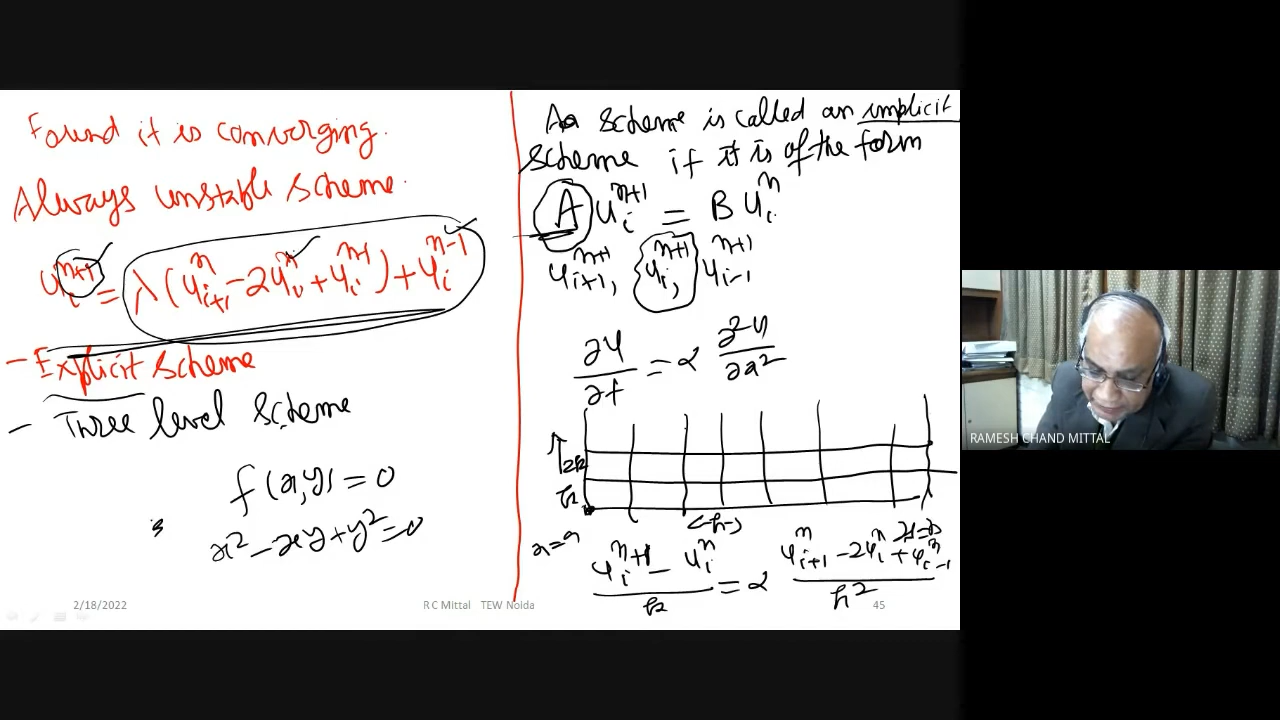 Found it is converging.
Always unstable scheme.
u_i^{n+1} = λ(u_{i+1}^n - 2u_i^n + u_i^{n-1}) + u_i^{n-1}
- Explicit scheme
- Three level scheme
f(x,y) = 0
x² - xy + y² = 0
A scheme is called an implicit
scheme if it is of the form
A u_i^{n+1} = B u_i^n
u_{i+1}^{n+1}, u_i^{n+1}, u_{i-1}^{n+1}
∂u/∂t = α ∂²u/∂x²
2k
k
<-h->
x=a
x=b
(u_i^{n+1} - u_i^n)/k = α (u_{i+1}^n - 2u_i^n + u_{i-1}^n)/h²
2/18/2022
R C Mittal TEW Noida
45
RAMESH CHAND MITTAL